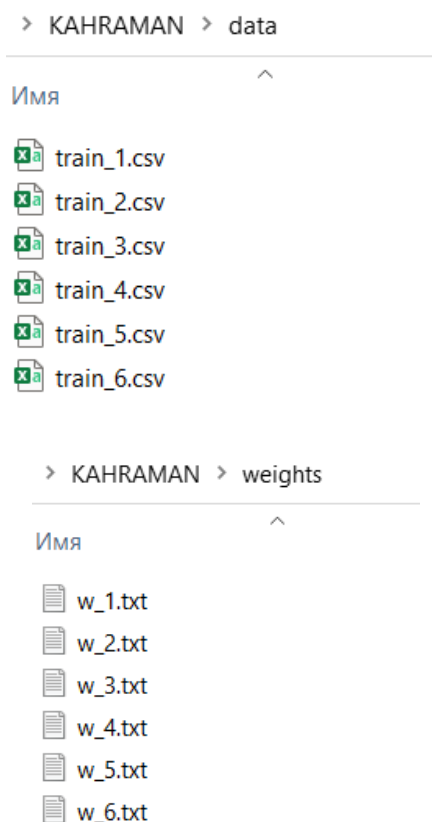 > KAHRAMAN > data
Имя
train_1.csv
train_2.csv
train_3.csv
train_4.csv
train_5.csv
train_6.csv
> KAHRAMAN > weights
Имя
w_1.txt
w_2.txt
w_3.txt
w_4.txt
w_5.txt
w_6.txt